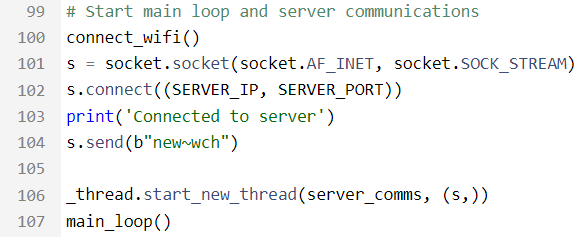 99 # Start main loop and server communications
100 connect_wifi()
101 s = socket.socket(socket.AF_INET, socket.SOCK_STREAM)
102 s.connect((SERVER_IP, SERVER_PORT))
103 print('Connected to server')
104 s.send(b"new~wch")
105
106 _thread.start_new_thread(server_comms, (s,))
107 main_loop()